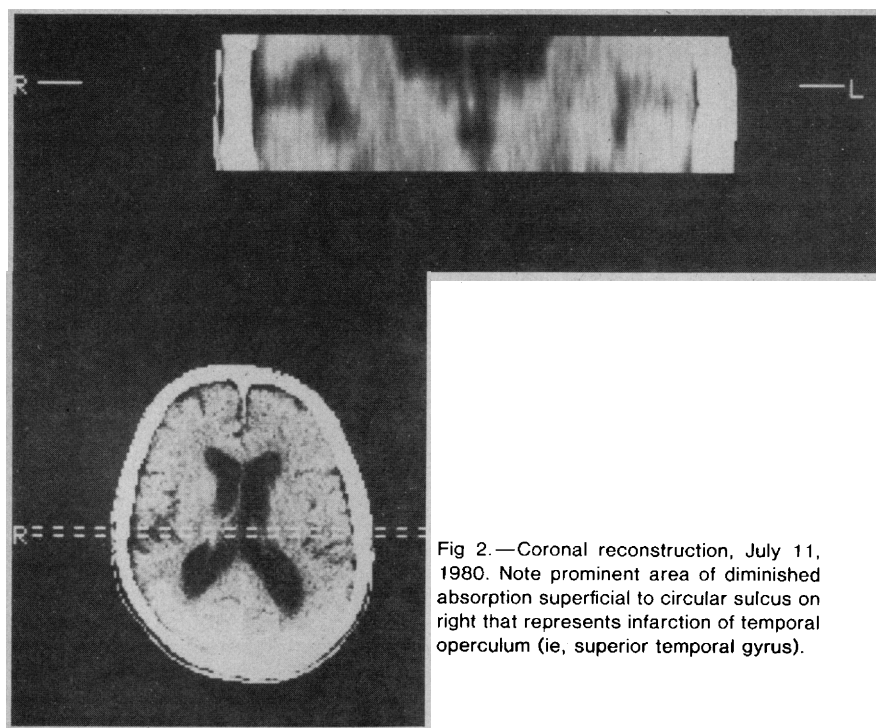 R
L
R
Fig 2.—Coronal reconstruction, July 11,
1980. Note prominent area of diminished
absorption superficial to circular sulcus on
right that represents infarction of temporal
operculum (ie, superior temporal gyrus).